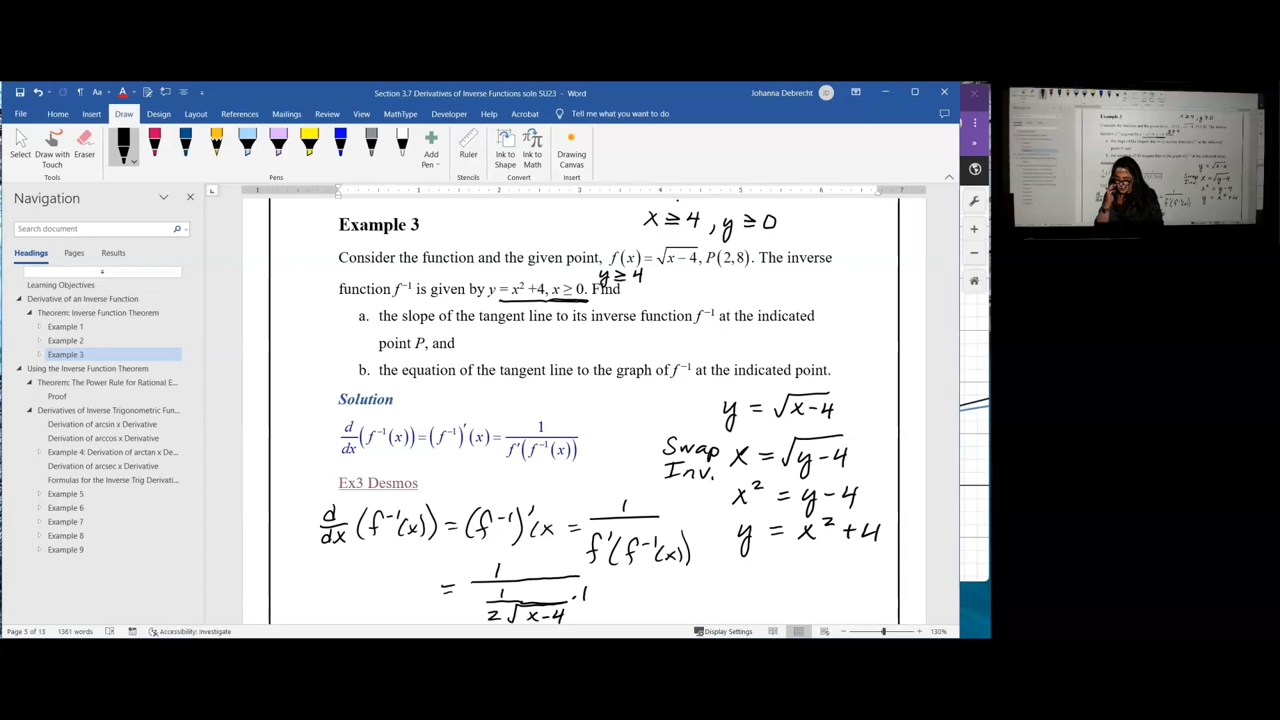 Section 3.7 Derivatives of Inverse Functions soln SU23 - Word
Johanna Debrecht JD
File Home Insert Draw Design Layout References Mailings Review View MathType Developer Help Acrobat Tell me what you want to do
Select Draw with Touch Eraser Add Pen Ruler Ink to Shape Ink to Math Drawing Canvas
Pens Stencils Convert Insert
Navigation
Search document
Headings Pages Results
Learning Objectives
Derivative of an Inverse Function
Theorem: Inverse Function Theorem
Example 1
Example 2
Example 3
Using the Inverse Function Theorem
Theorem: The Power Rule for Rational E...
Proof
Derivatives of Inverse Trigonometric Fun...
Derivation of arcsin x Derivative
Derivation of arccos x Derivative
Example 4: Derivation of arctan x De...
Derivation of arcsec x Derivative
Formulas for the Inverse Trig Derivati...
Example 5
Example 6
Example 7
Example 8
Example 9
x ≥ 4 , y ≥ 0
Example 3
Consider the function and the given point, f(x) = √(x − 4), P(2,8). The inverse
y ≥ 4
function f⁻¹ is given by y = x² +4, x ≥ 0. Find
a. the slope of the tangent line to its inverse function f⁻¹ at the indicated
point P, and
b. the equation of the tangent line to the graph of f⁻¹ at the indicated point.
Solution
d/dx (f⁻¹(x)) = (f⁻¹)′(x) = 1/f′(f⁻¹(x))
Ex3 Desmos
y = √(x-4)
Swap Inv. x = √(y-4)
x² = y-4
y = x² + 4
d/dx (f⁻¹(x)) = (f⁻¹)′(x = 1/f′(f⁻¹(x))
= 1/(1/(2√(x-4)) · 1
Page 5 of 13 1361 words Accessibility: Investigate Display Settings 130%